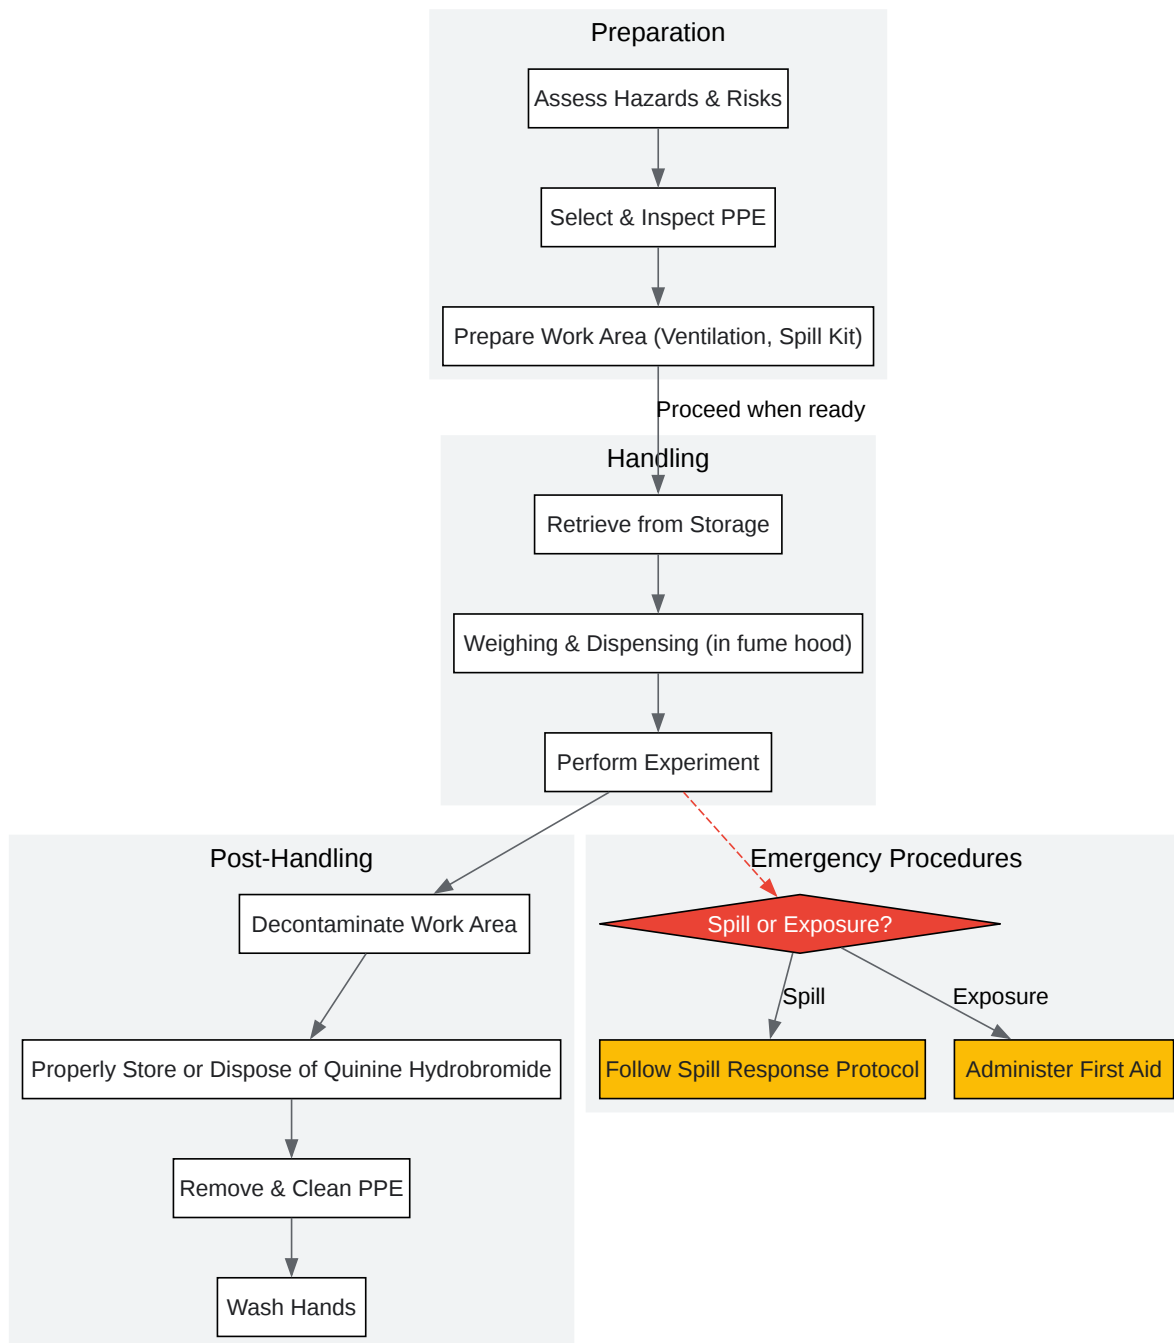 Preparation
Assess Hazards & Risks
Select & Inspect PPE
Prepare Work Area (Ventilation, Spill Kit)
Proceed when ready
Handling
Retrieve from Storage
Weighing & Dispensing (in fume hood)
Perform Experiment
Post-Handling
Decontaminate Work Area
Properly Store or Dispose of Quinine Hydrobromide
Remove & Clean PPE
Wash Hands
Emergency Procedures
Spill or Exposure?
Spill
Exposure
Follow Spill Response Protocol
Administer First Aid